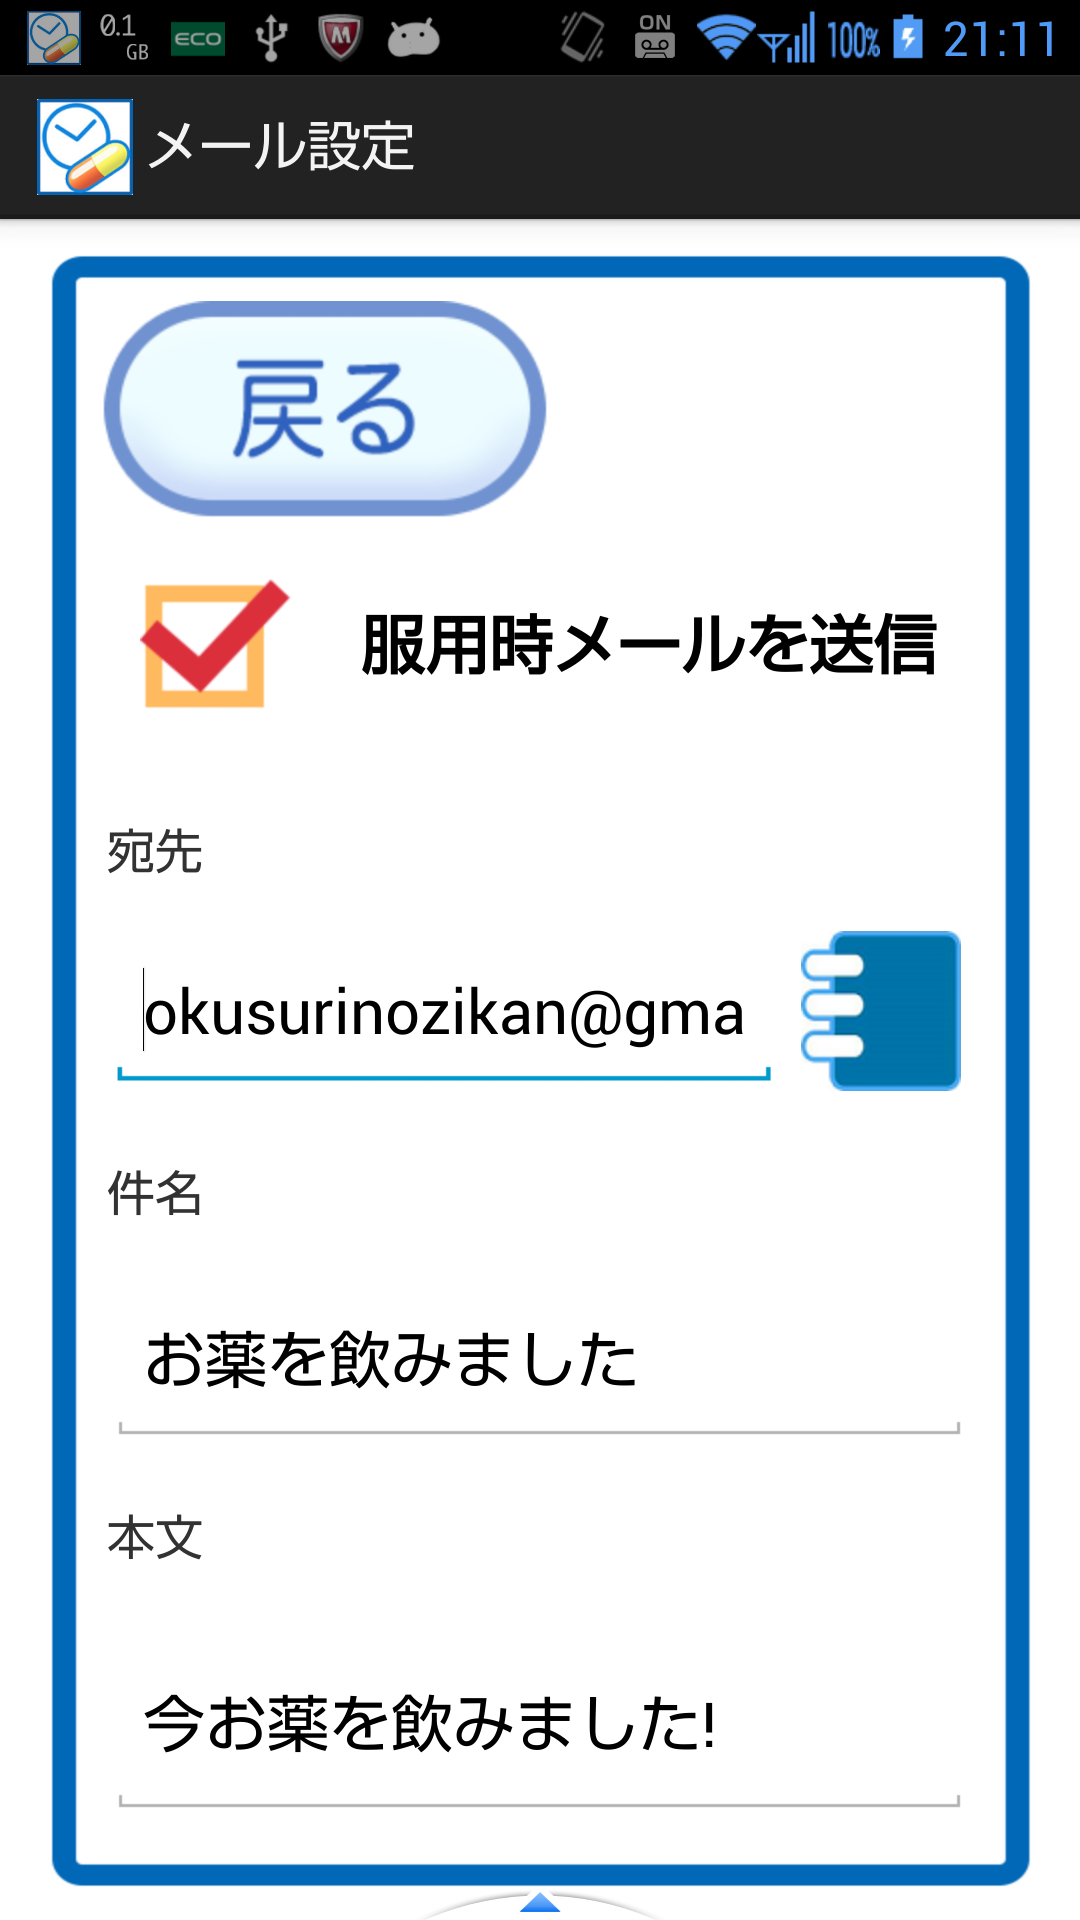 0.1
GB
ECO
M
ON
100%
21:11
メール設定
戻る
服用時メールを送信
宛先
okusurinozikan@gma
件名
お薬を飲みました
本文
今お薬を飲みました!